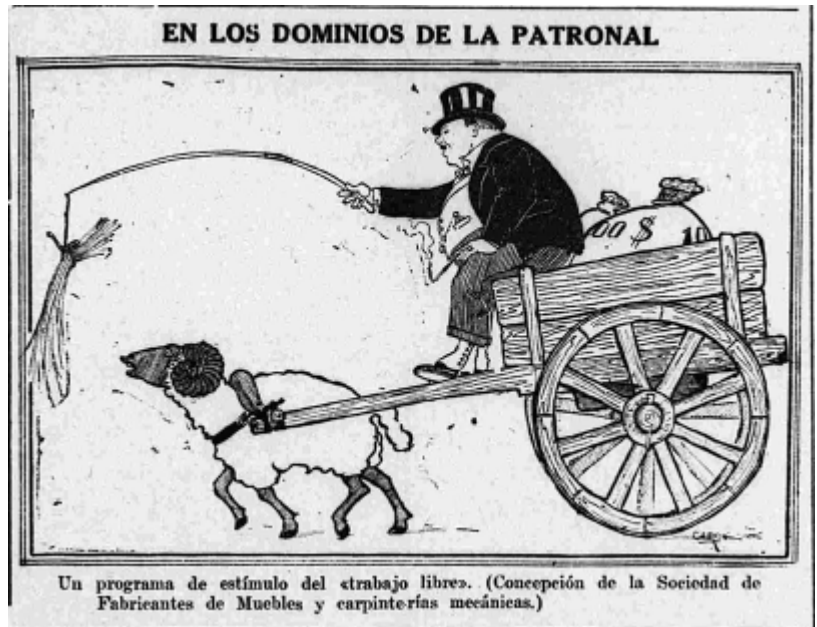 EN LOS DOMINIOS DE LA PATRONAL
100 $
10
Un programa de estímulo del «trabajo libre». (Concepción de la Sociedad de
Fabricantes de Muebles y carpinterías mecánicas.)